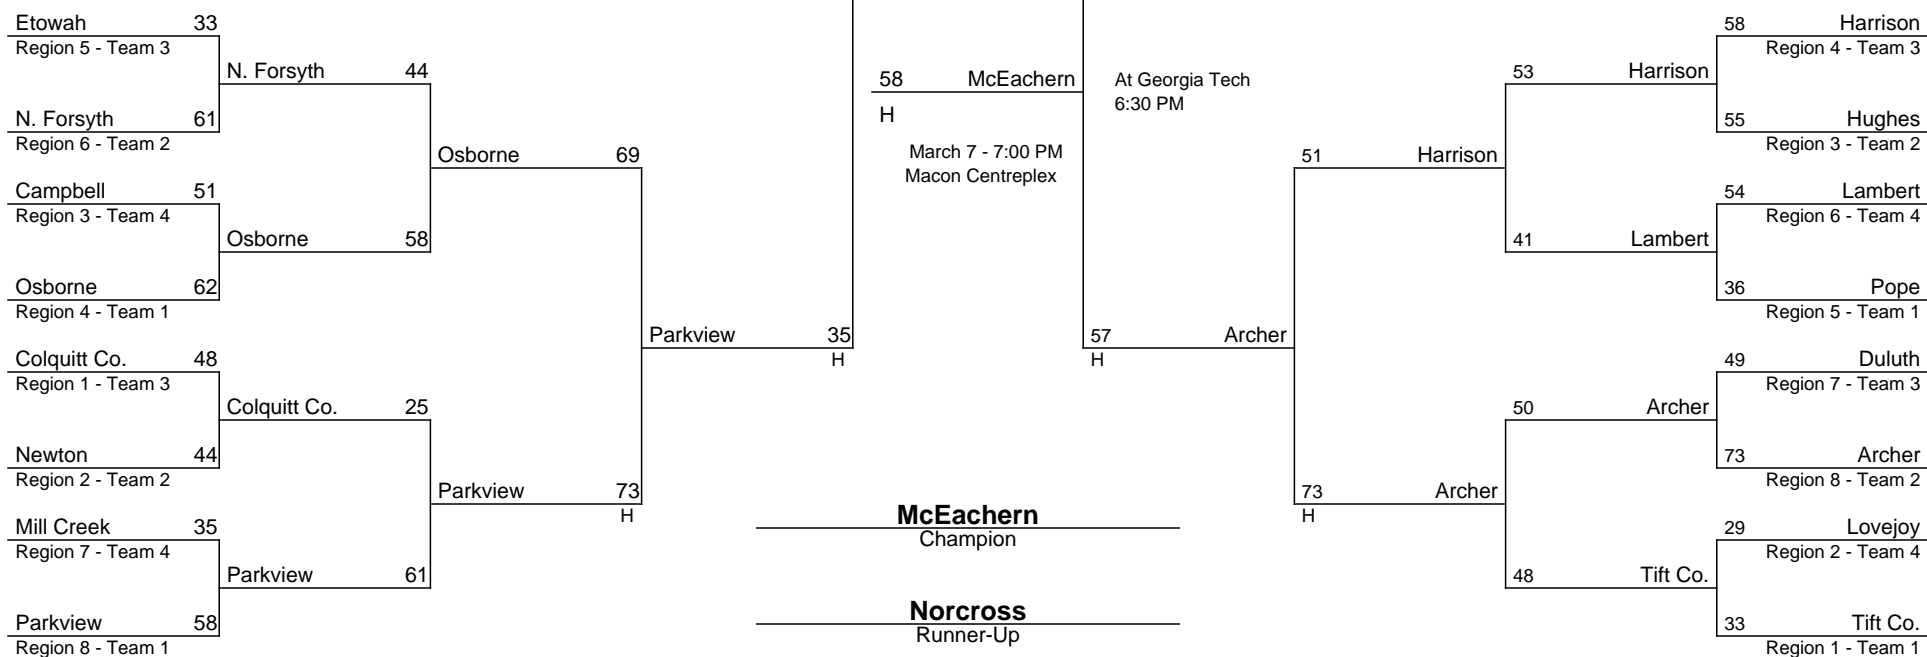 Etowah 33
Region 5 - Team 3
N. Forsyth 44
N. Forsyth 61
Region 6 - Team 2
Osborne 69
Campbell 51
Region 3 - Team 4
Osborne 58
Osborne 62
Region 4 - Team 1
Parkview 35
H
Colquitt Co. 48
Region 1 - Team 3
Colquitt Co. 25
Newton 44
Region 2 - Team 2
Parkview 73
H
Mill Creek 35
Region 7 - Team 4
Parkview 61
Parkview 58
Region 8 - Team 1
58 McEachern
H
March 7 - 7:00 PM
Macon Centreplex
At Georgia Tech
6:30 PM
McEachern
Champion
Norcross
Runner-Up
58 Harrison
Region 4 - Team 3
53 Harrison
55 Hughes
Region 3 - Team 2
51 Harrison
54 Lambert
Region 6 - Team 4
41 Lambert
36 Pope
Region 5 - Team 1
57 Archer
H
49 Duluth
Region 7 - Team 3
50 Archer
73 Archer
Region 8 - Team 2
73 Archer
H
29 Lovejoy
Region 2 - Team 4
48 Tift Co.
33 Tift Co.
Region 1 - Team 1